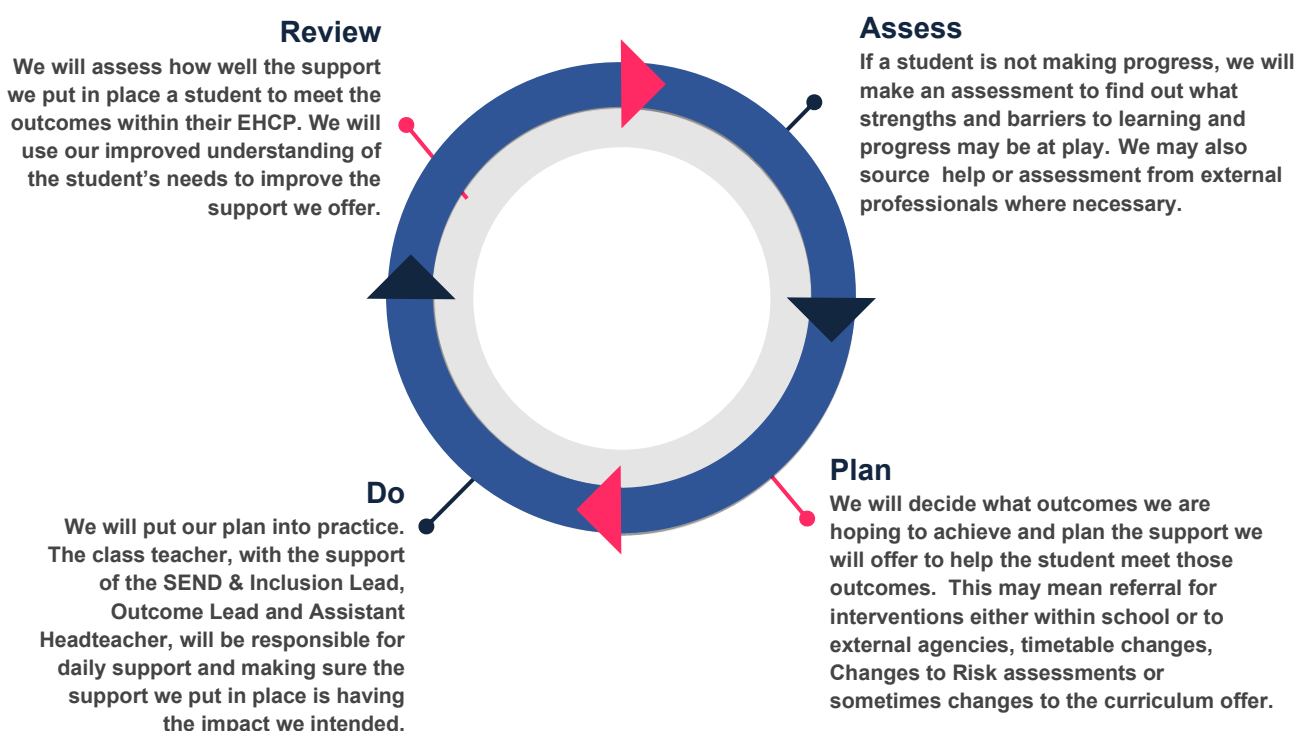 Review
We will assess how well the support
we put in place a student to meet the
outcomes within their EHCP. We will
use our improved understanding of
the student’s needs to improve the
support we offer.
Assess
If a student is not making progress, we will
make an assessment to find out what
strengths and barriers to learning and
progress may be at play. We may also
source  help or assessment from external
professionals where necessary.
Do
We will put our plan into practice.
The class teacher, with the support
of the SEND & Inclusion Lead,
Outcome Lead and Assistant
Headteacher, will be responsible for
daily support and making sure the
support we put in place is having
the impact we intended.
Plan
We will decide what outcomes we are
hoping to achieve and plan the support we
will offer to help the student meet those
outcomes.  This may mean referral for
interventions either within school or to
external agencies, timetable changes,
Changes to Risk assessments or
sometimes changes to the curriculum offer.